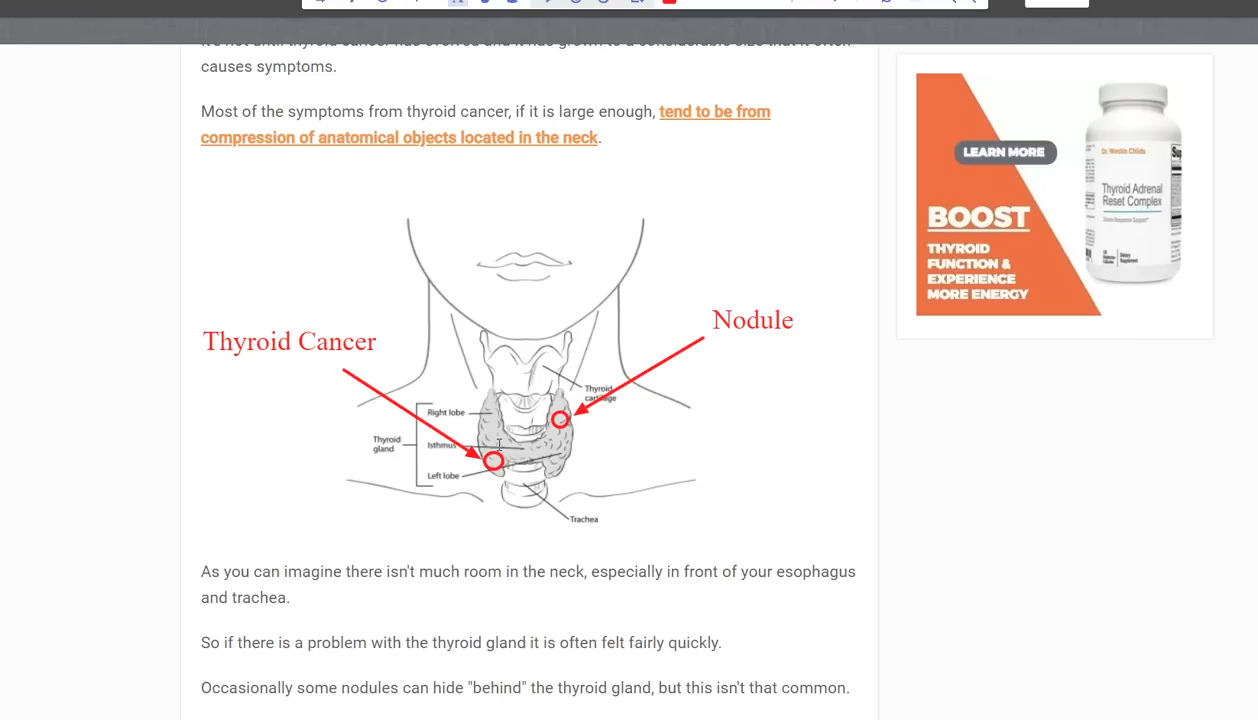 causes symptoms.
Most of the symptoms from thyroid cancer, if it is large enough, tend to be from
compression of anatomical objects located in the neck.
Thyroid Cancer
Nodule
Thyroid
cartilage
Right lobe
Thyroid
gland
Isthmus
Left lobe
Trachea
As you can imagine there isn't much room in the neck, especially in front of your esophagus
and trachea.
So if there is a problem with the thyroid gland it is often felt fairly quickly.
Occasionally some nodules can hide "behind" the thyroid gland, but this isn't that common.
LEARN MORE
BOOST
THYROID
FUNCTION &
EXPERIENCE
MORE ENERGY
Dr. Westin Childs
Thyroid Adrenal
Reset Complex